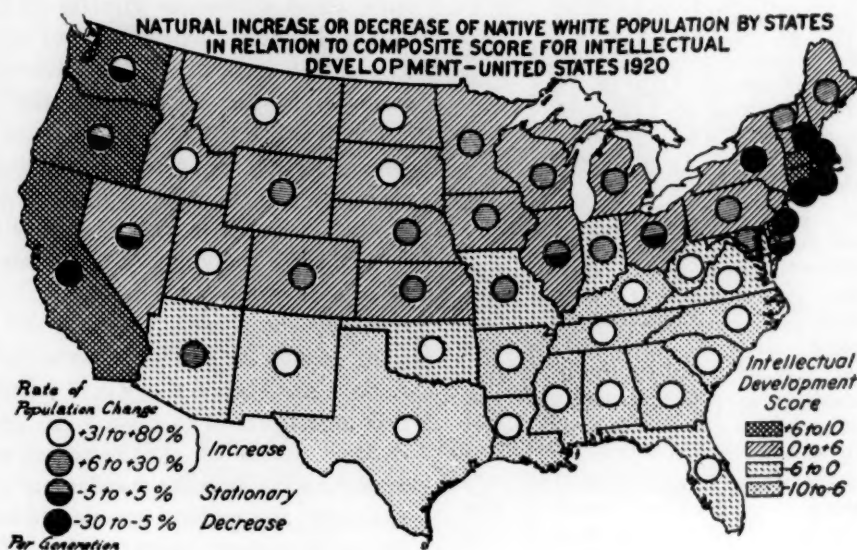 NATURAL INCREASE OR DECREASE OF NATIVE WHITE POPULATION BY STATES
IN RELATION TO COMPOSITE SCORE FOR INTELLECTUAL
DEVELOPMENT-UNITED STATES 1920
Rate of
Population Change
+31 to +80 %
+6 to +30 %
Increase
-5 to +5 % Stationary
-30 to -5 % Decrease
Per Generation
Intellectual
Development
Score
+6 to 10
0 to +6
-6 to 0
-10 to -6